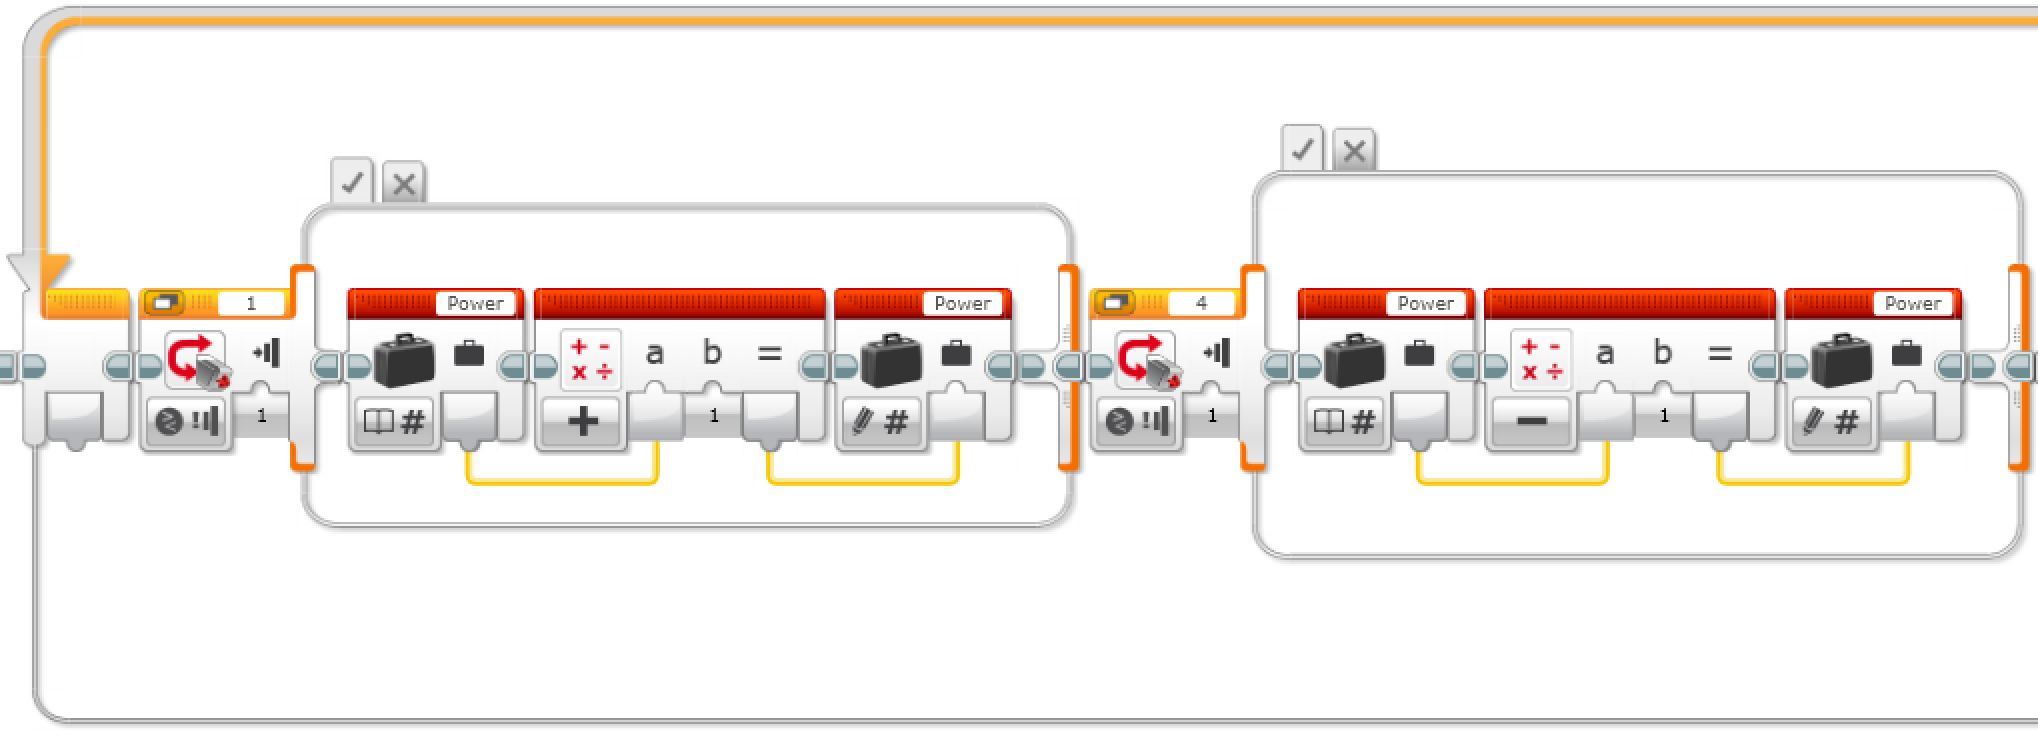 1
Power
Power
4
Power
Power
a b =
a b =
+ -
x ÷
+ -
x ÷
#
+
#
#
−
#
1
1
1
1